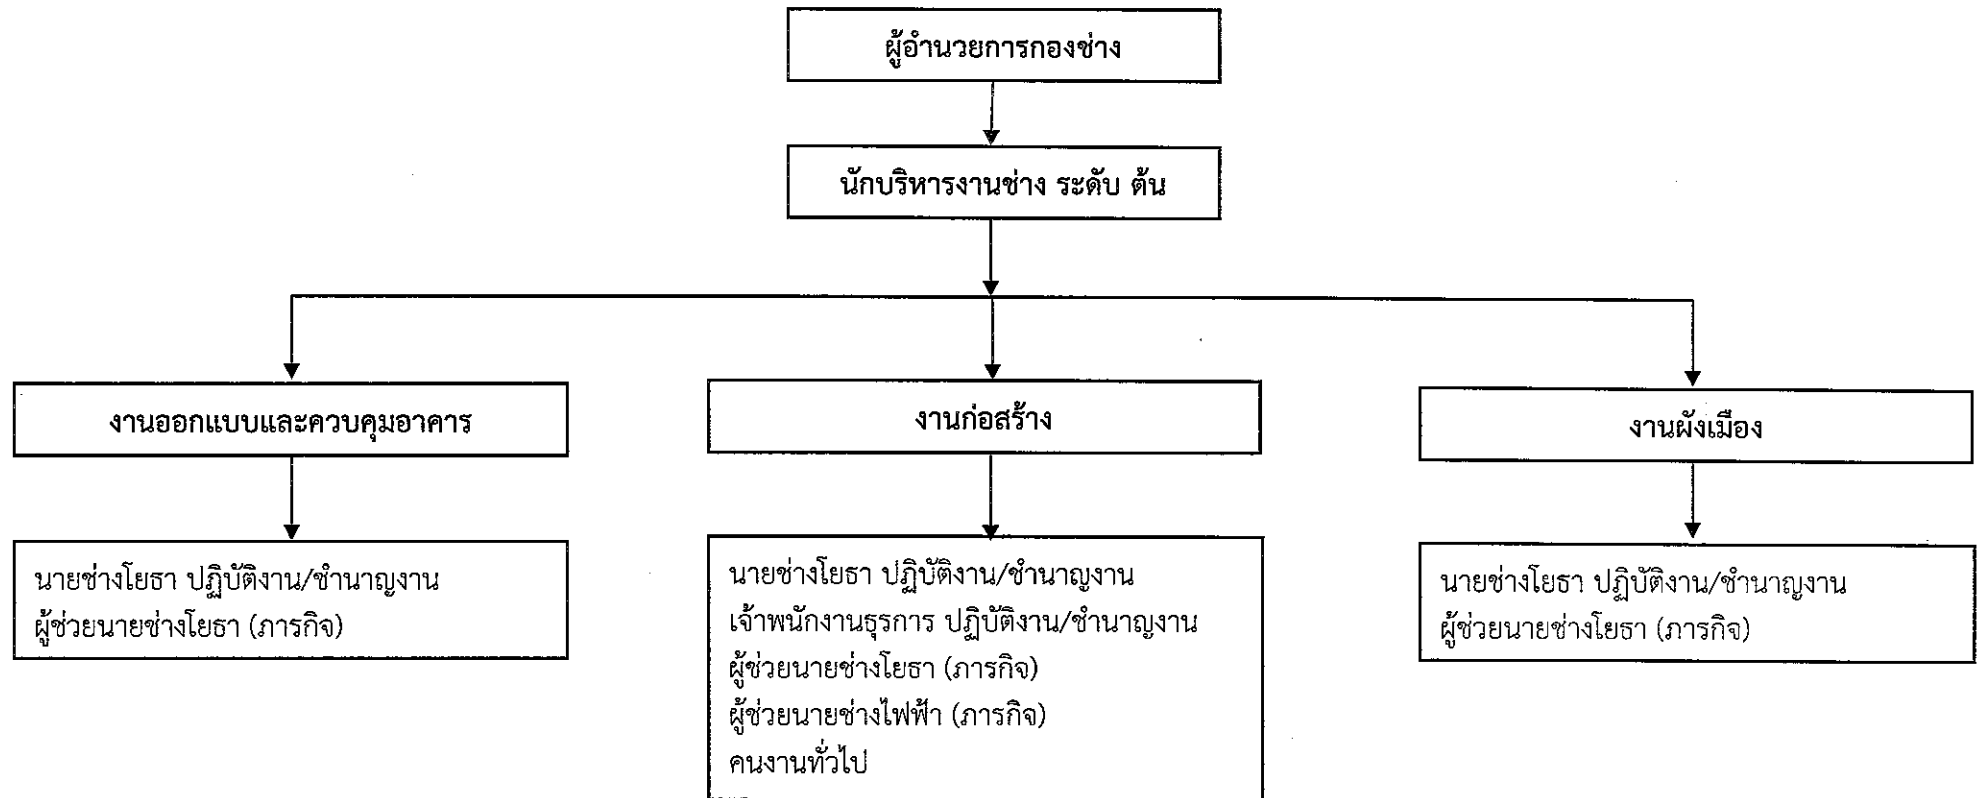 ผู้อำนวยการกองช่าง
นักบริหารงานช่าง ระดับ ต้น
งานออกแบบและควบคุมอาคาร
งานก่อสร้าง
งานผังเมือง
นายช่างโยธา ปฏิบัติงาน/ชำนาญงาน
ผู้ช่วยนายช่างโยธา (ภารกิจ)
นายช่างโยธา ปฏิบัติงาน/ชำนาญงาน
เจ้าพนักงานธุรการ ปฏิบัติงาน/ชำนาญงาน
ผู้ช่วยนายช่างโยธา (ภารกิจ)
ผู้ช่วยนายช่างไฟฟ้า (ภารกิจ)
คนงานทั่วไป
นายช่างโยธา ปฏิบัติงาน/ชำนาญงาน
ผู้ช่วยนายช่างโยธา (ภารกิจ)